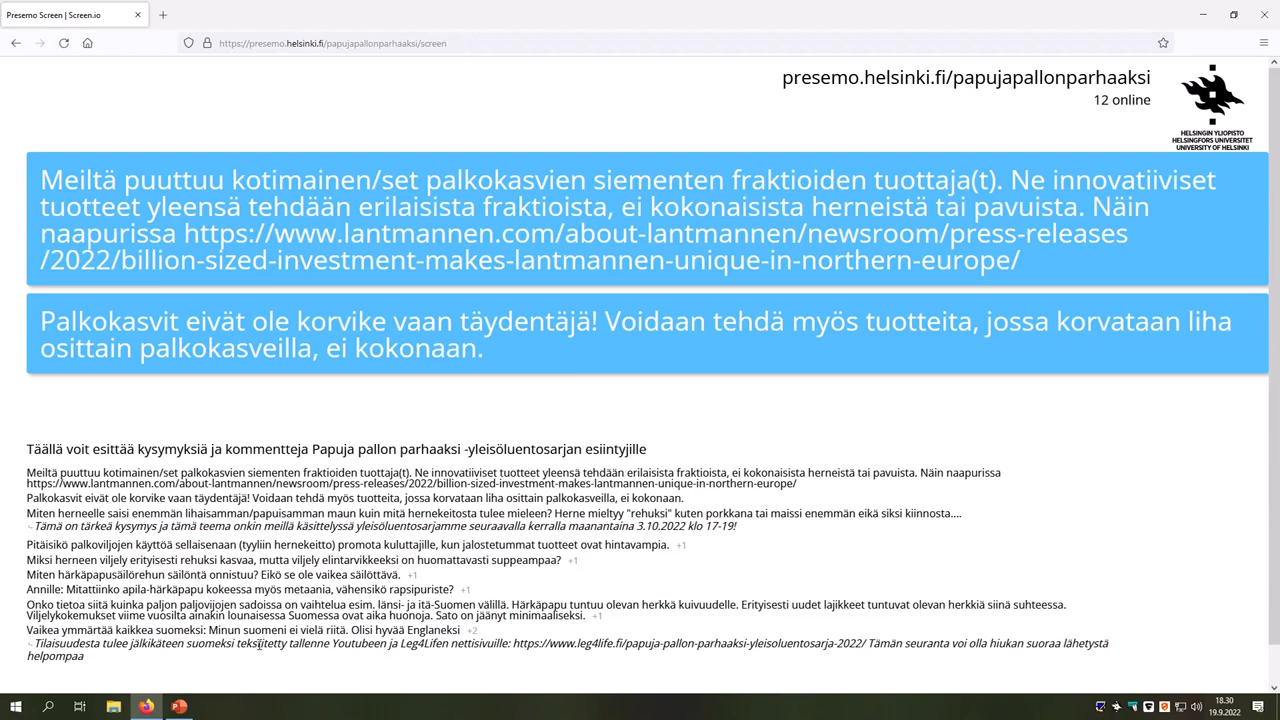 Presemo Screen | Screen.io
https://presemo.helsinki.fi/papujapallonparhaaksi/screen
presemo.helsinki.fi/papujapallonparhaaksi
12 online
HELSINGIN YLIOPISTO
HELSINGFORS UNIVERSITET
UNIVERSITY OF HELSINKI
Meiltä puuttuu kotimainen/set palkokasvien siementen fraktioiden tuottaja(t). Ne innovatiiviset
tuotteet yleensä tehdään erilaisista fraktioista, ei kokonaisista herneistä tai pavuista. Näin
naapurissa https://www.lantmannen.com/about-lantmannen/newsroom/press-releases
/2022/billion-sized-investment-makes-lantmannen-unique-in-northern-europe/
Palkokasvit eivät ole korvike vaan täydentäjä! Voidaan tehdä myös tuotteita, jossa korvataan liha
osittain palkokasveilla, ei kokonaan.
Täällä voit esittää kysymyksiä ja kommentteja Papuja pallon parhaaksi -yleisöluentosarjan esiintyjille
Meiltä puuttuu kotimainen/set palkokasvien siementen fraktioiden tuottaja(t). Ne innovatiiviset tuotteet yleensä tehdään erilaisista fraktioista, ei kokonaisista herneistä tai pavuista. Näin naapurissa
https://www.lantmannen.com/about-lantmannen/newsroom/press-releases/2022/billion-sized-investment-makes-lantmannen-unique-in-northern-europe/
Palkokasvit eivät ole korvike vaan täydentäjä! Voidaan tehdä myös tuotteita, jossa korvataan liha osittain palkokasveilla, ei kokonaan.
Miten herneelle saisi enemmän lihaisamman/papuisamman maun kuin mitä hernekeitosta tulee mieleen? Herne mieltyy "rehuksi" kuten porkkana tai maissi enemmän eikä siksi kiinnosta....
Tämä on tärkeä kysymys ja tämä teema onkin meillä käsittelyssä yleisöluentosarjamme seuraavalla kerralla maanantaina 3.10.2022 klo 17-19!
Pitäisikö palkoviljojen käyttöä sellaisenaan (tyyliin hernekeitto) promota kuluttajille, kun jalostetummat tuotteet ovat hintavampia. +1
Miksi herneen viljely erityisesti rehuksi kasvaa, mutta viljely elintarvikkeeksi on huomattavasti suppeampaa? +1
Miten härkäpapusäilörehun säilöntä onnistuu? Eikö se ole vaikea säilöttävä. +1
Annille: Mitattiinko apila-härkäpapu kokeessa myös metaania, vähensikö rapsipuriste? +1
Onko tietoa siitä kuinka paljon paljovijojen sadoissa on vaihtelua esim. länsi- ja itä-Suomen välillä. Härkäpapu tuntuu olevan herkkä kuivuudelle. Erityisesti uudet lajikkeet tuntuvat olevan herkkiä siinä suhteessa.
Viljelykokemukset viime vuosilta ainakin lounaisessa Suomessa ovat aika huonoja. Sato on jäänyt minimaaliseksi. +1
Vaikea ymmärtää kaikkea suomeksi: Minun suomeni ei vielä riitä. Olisi hyvää Englaneksi +2
Tilaisuudesta tulee jälkikäteen suomeksi tekstitetty tallenne Youtubeen ja Leg4Lifen nettisivuille: https://www.leg4life.fi/papuja-pallon-parhaaksi-yleisoluentosarja-2022/ Tämän seuranta voi olla hiukan suoraa lähetystä
helpompaa
18.30
19.9.2022